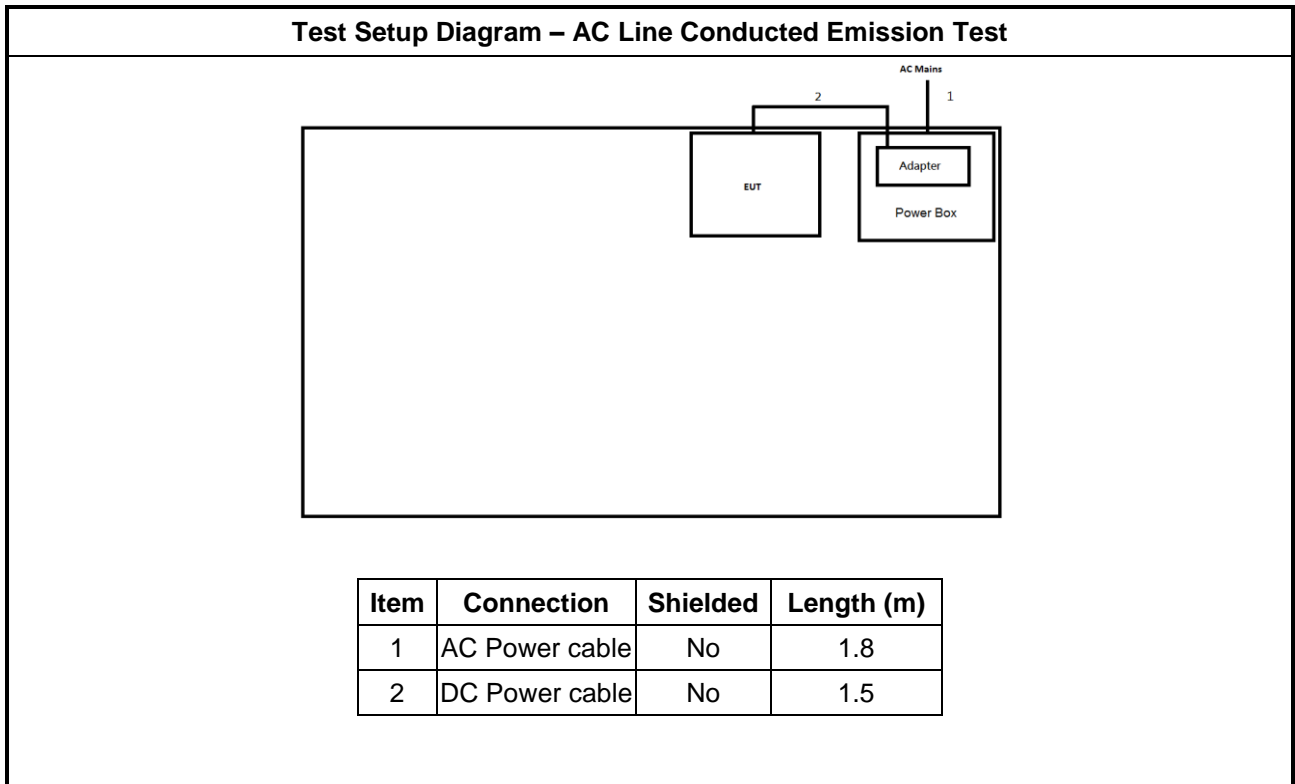 Test Setup Diagram – AC Line Conducted Emission Test
AC Mains
2
1
Adapter
EUT
Power Box
Item Connection Shielded Length (m)
1 AC Power cable No 1.8
2 DC Power cable No 1.5